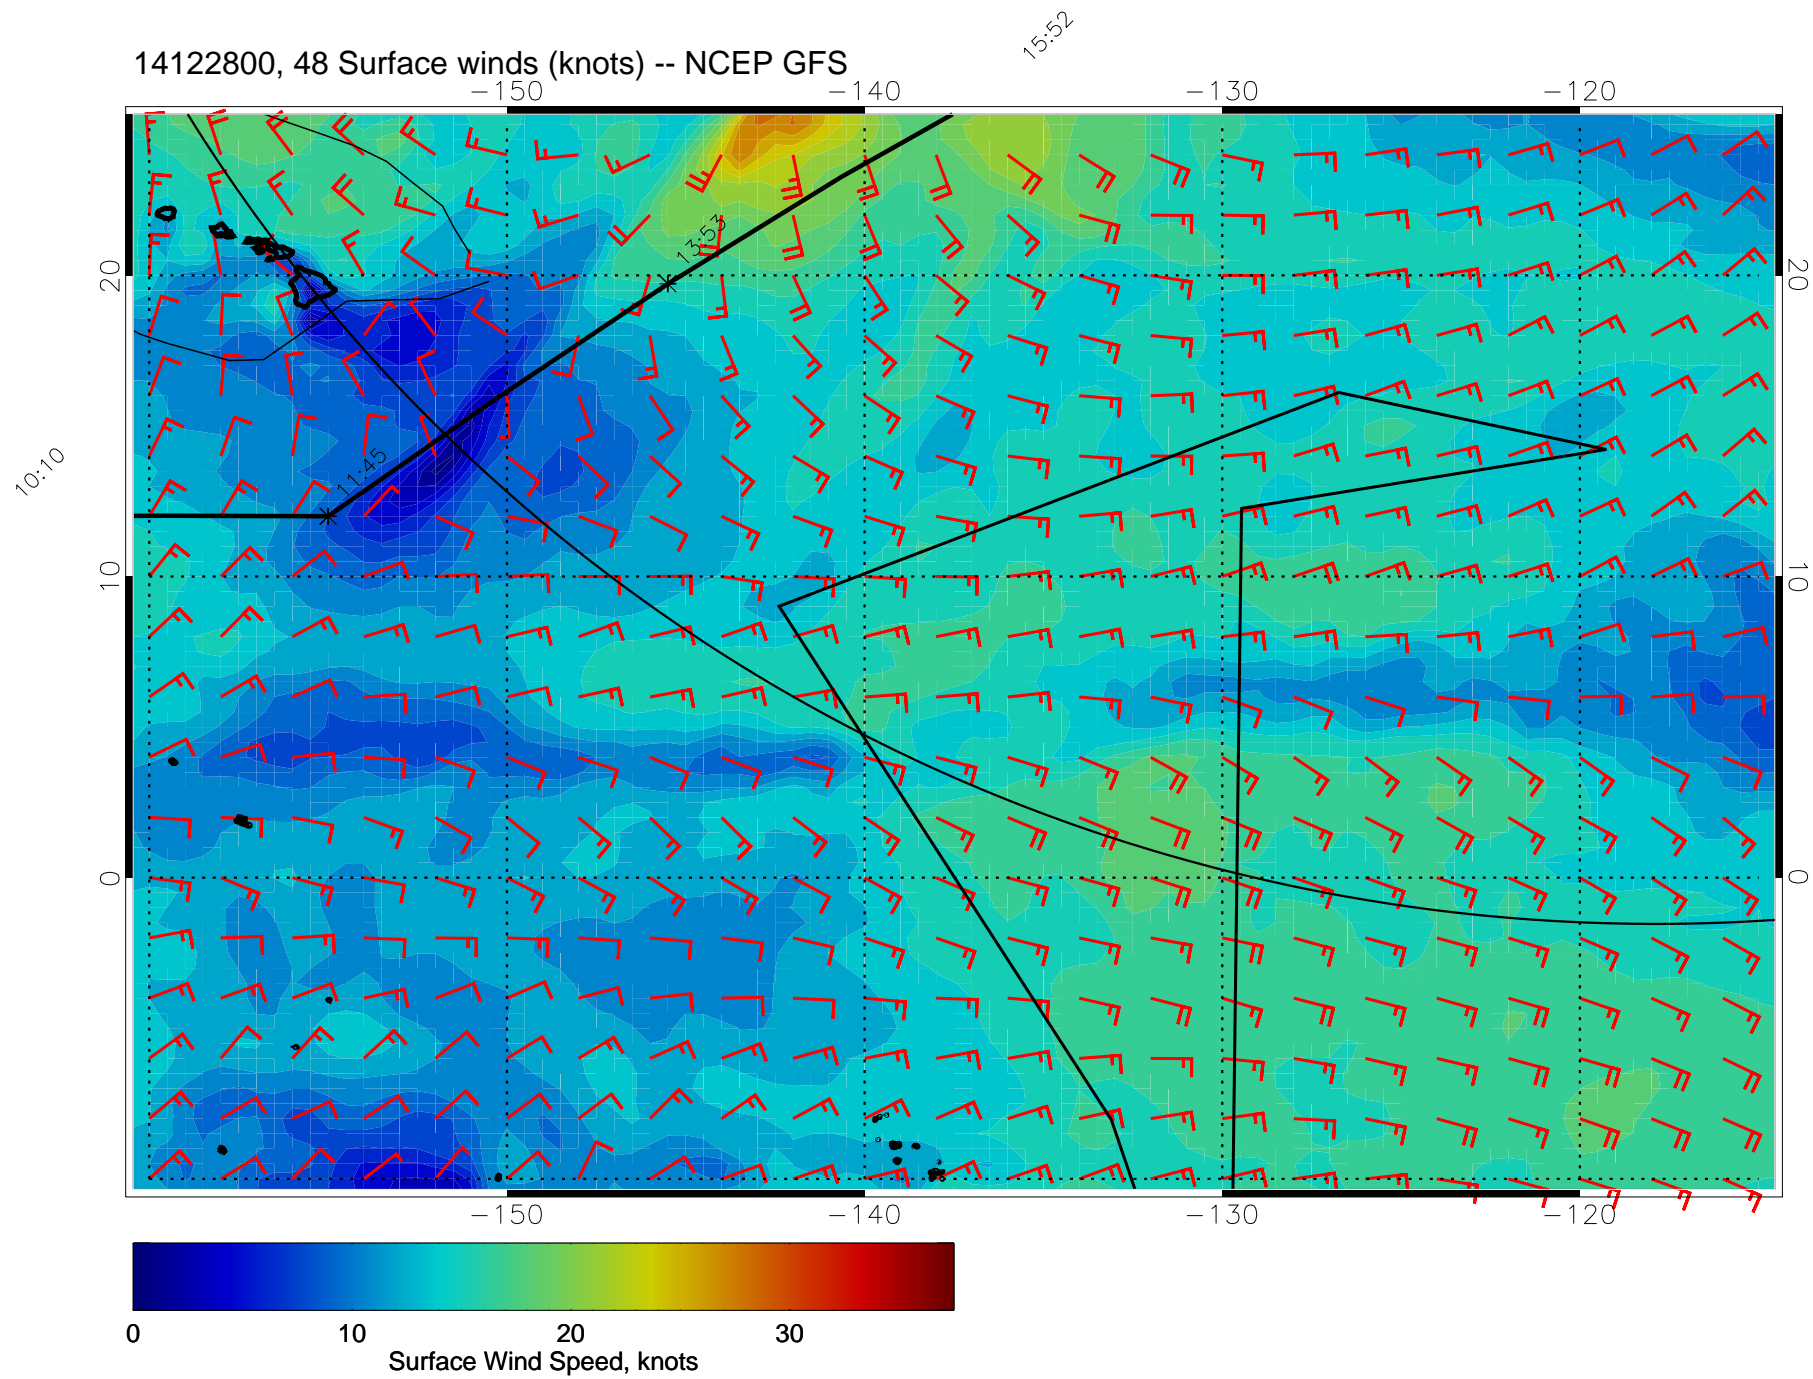 15:52
14122800, 48 Surface winds (knots) -- NCEP GFS
-150 -140 -130 -120
13:53
20 20
11:45
10:10
10 10
0 0
-150 -140 -130 -120
0 10 20 30
Surface Wind Speed, knots